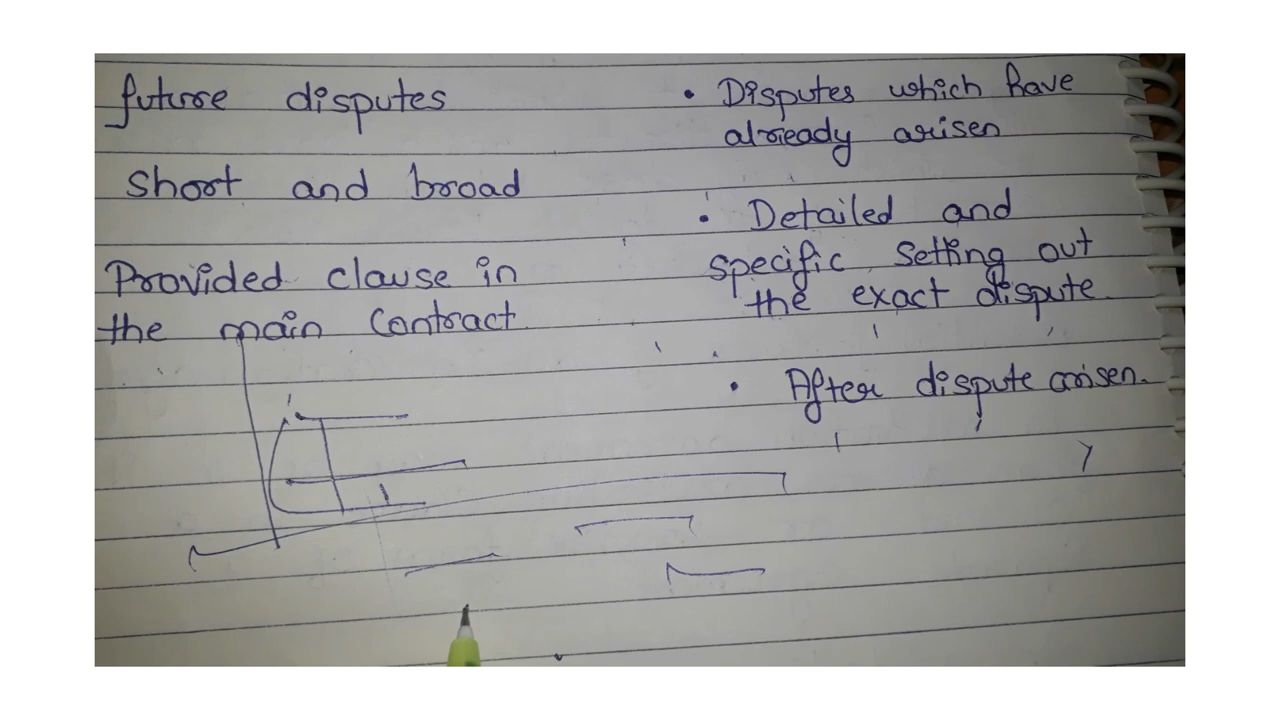 future disputes
short and broad
Provided clause in
the main Contract
• Disputes which have
already arisen
• Detailed and
specific setting out
the exact dispute.
• After dispute arisen.